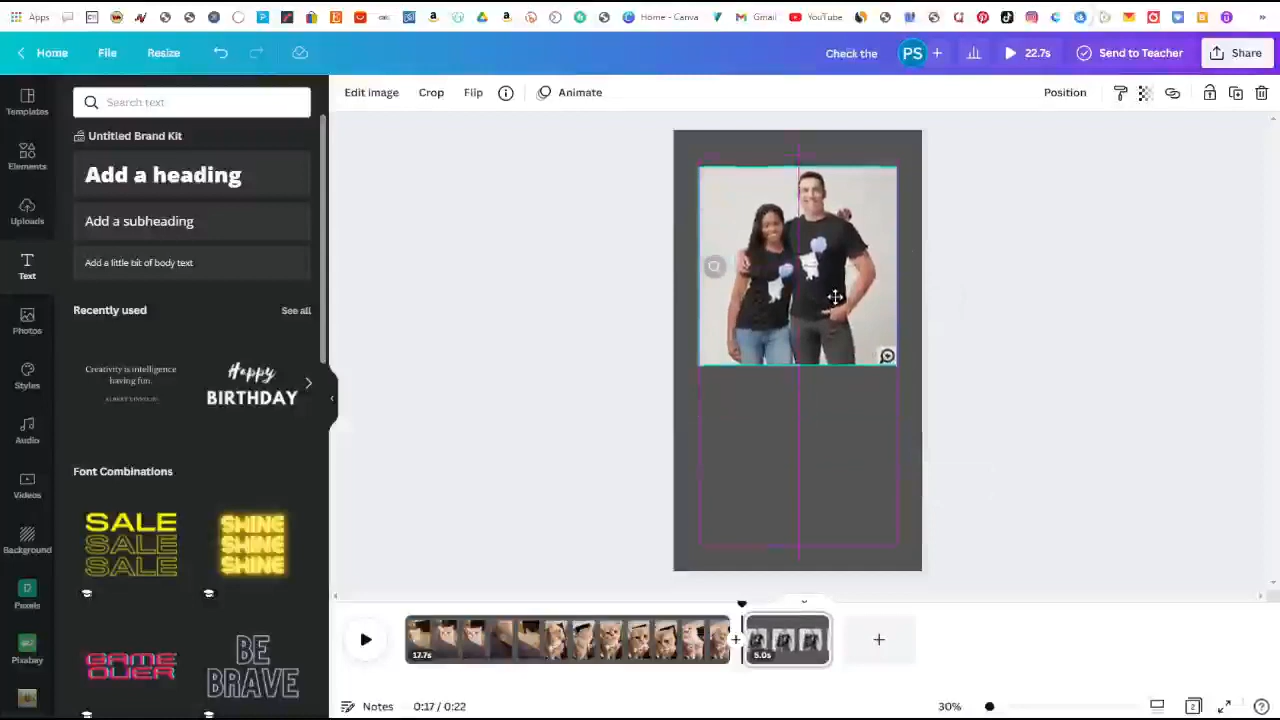 Apps
Home - Canva
Gmail
YouTube
»
Home
File
Resize
Check the
PS
+
22.7s
Send to Teacher
Share
Templates
Elements
Uploads
Text
Photos
Styles
Audio
Videos
Background
Pexels
Pixabay
Search text
Untitled Brand Kit
Add a heading
Add a subheading
Add a little bit of body text
Recently used
See all
Creativity is intelligence
having fun.
ALBERT EINSTEIN
Happy
BIRTHDAY
Font Combinations
SALE
SALE
SALE
SHINE
SHINE
SHINE
GAME
OVER
BE
BRAVE
Edit image
Crop
Flip
Animate
Position
17.7s
5.0s
Notes
0:17 / 0:22
30%
2